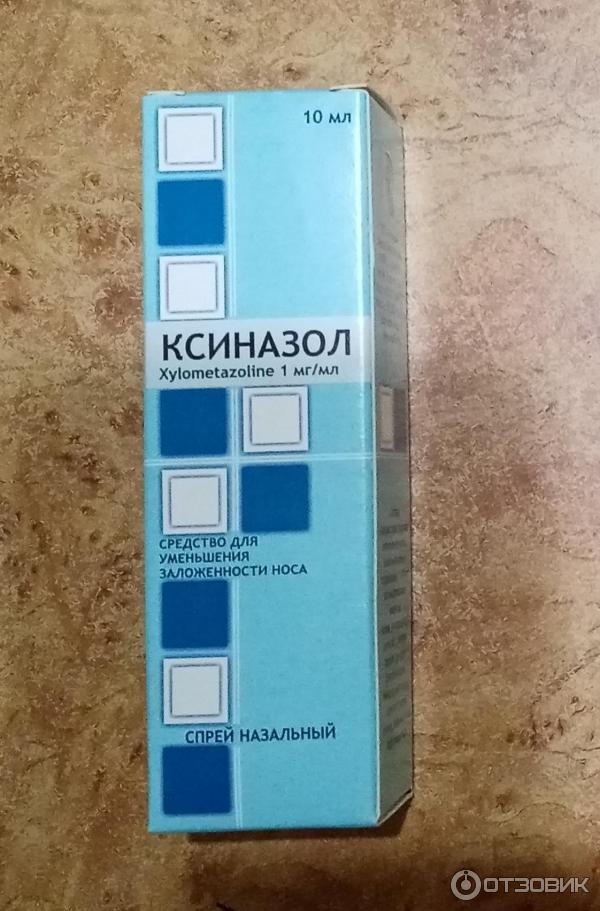 10 мл
КСИНАЗОЛ
Xylometazoline 1 мг/мл
СРЕДСТВО ДЛЯ
УМЕНЬШЕНИЯ
ЗАЛОЖЕННОСТИ НОСА
СПРЕЙ НАЗАЛЬНЫЙ
ОТЗОВИК